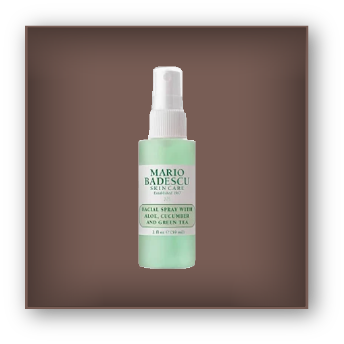 MARIO
BADESCU
SKIN CARE
FACIAL SPRAY WITH
ALOE, CUCUMBER
AND GREEN TEA